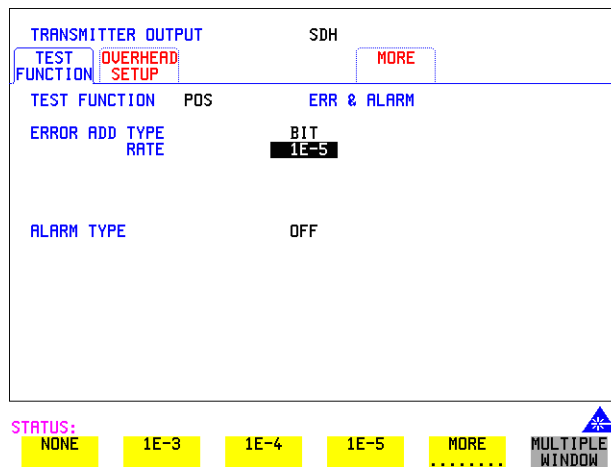 TRANSMITTER OUTPUT SDH
TEST FUNCTION OVERHEAD SETUP MORE
TEST FUNCTION POS ERR & ALARM
ERROR ADD TYPE BIT
RATE 1E-5
ALARM TYPE OFF
STATUS:
NONE 1E-3 1E-4 1E-5 MORE ........ MULTIPLE WINDOW